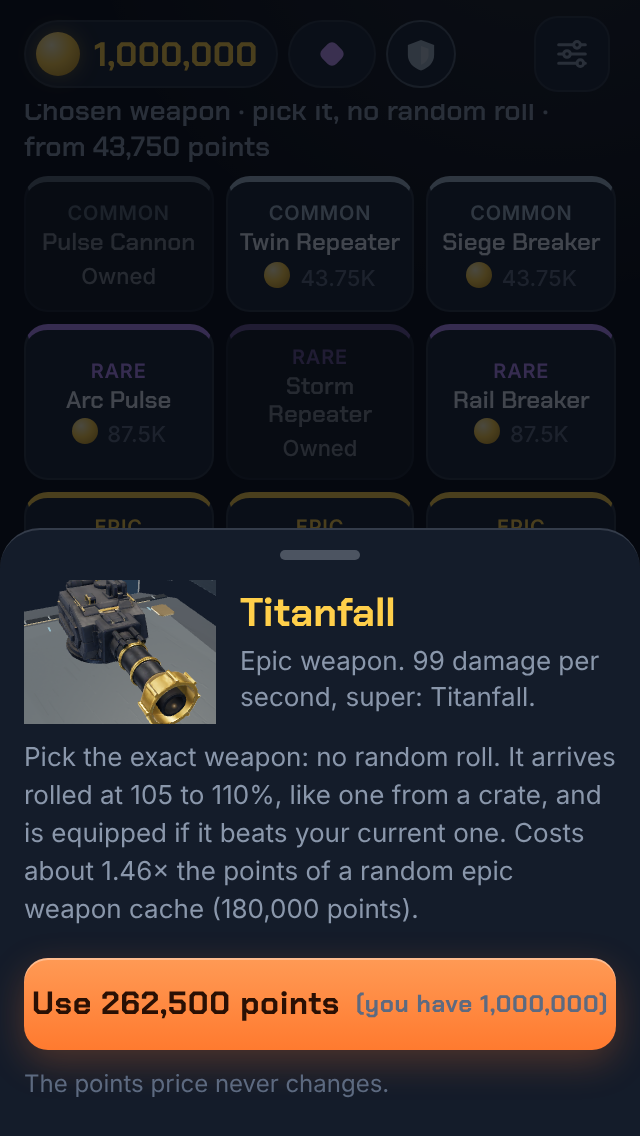 1,000,000
Chosen weapon · pick it, no random roll ·
from 43,750 points
COMMON
Pulse Cannon
Owned
COMMON
Twin Repeater
43.75K
COMMON
Siege Breaker
43.75K
RARE
Arc Pulse
87.5K
RARE
Storm
Repeater
Owned
RARE
Rail Breaker
87.5K
EPIC
EPIC
EPIC
Titanfall
Epic weapon. 99 damage per
second, super: Titanfall.
Pick the exact weapon: no random roll. It arrives
rolled at 105 to 110%, like one from a crate, and
is equipped if it beats your current one. Costs
about 1.46× the points of a random epic
weapon cache (180,000 points).
Use 262,500 points (you have 1,000,000)
The points price never changes.